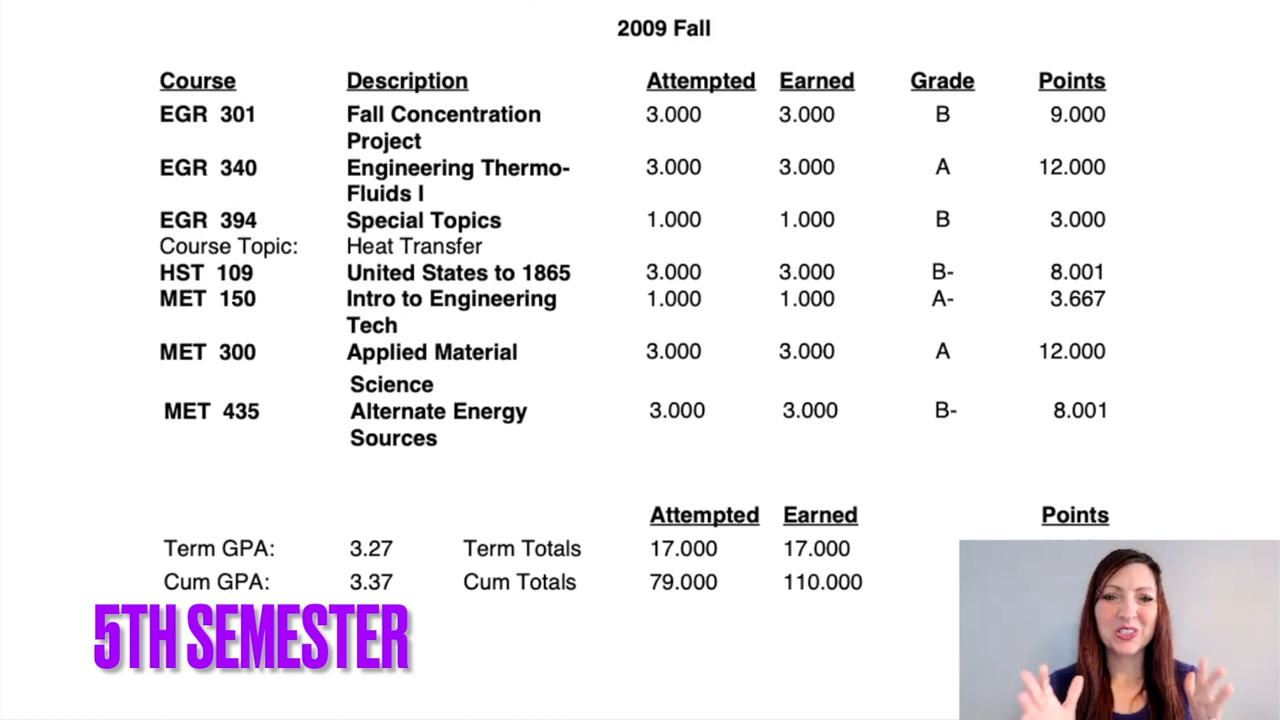 2009 Fall
Course Description Attempted Earned Grade Points
EGR 301 Fall Concentration 3.000 3.000 B 9.000
Project
EGR 340 Engineering Thermo- 3.000 3.000 A 12.000
Fluids I
EGR 394 Special Topics 1.000 1.000 B 3.000
Course Topic: Heat Transfer
HST 109 United States to 1865 3.000 3.000 B- 8.001
MET 150 Intro to Engineering 1.000 1.000 A- 3.667
Tech
MET 300 Applied Material 3.000 3.000 A 12.000
Science
MET 435 Alternate Energy 3.000 3.000 B- 8.001
Sources
Attempted Earned Points
Term GPA: 3.27 Term Totals 17.000 17.000
Cum GPA: 3.37 Cum Totals 79.000 110.000
5TH SEMESTER